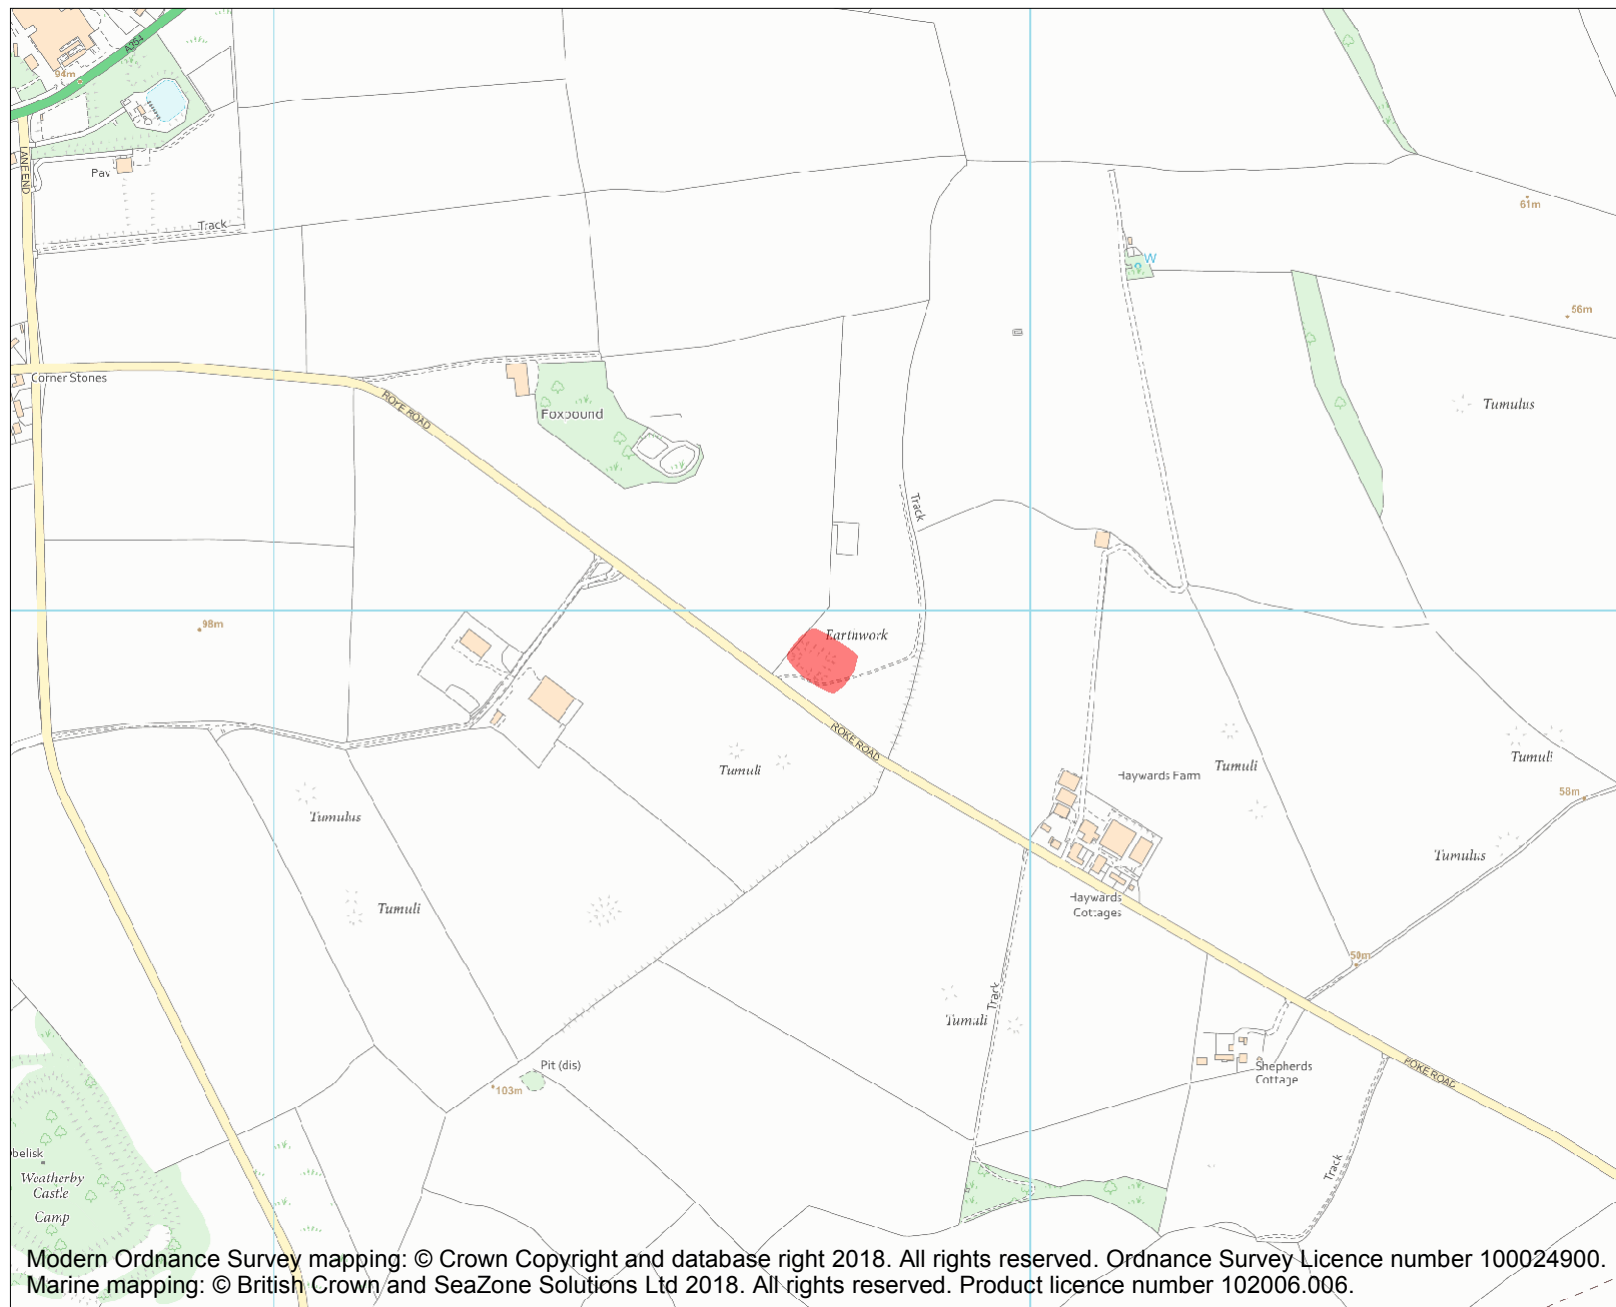 A354
94m
LANE END
Pav
Track
61m
W
56m
Corner Stones
ROKE ROAD
Foxpound
Tumulus
Track
98m
Earthwork
ROKE ROAD
Tumuli
Haywards Farm
Tumuli
Tumuli
58m
Tumulus
Tumulus
Tumuli
Haywards
Cottages
50m
Track
Tumuli
Pit (dis)
103m
Shepherds
Cottage
ROKE ROAD
belisk
Weatherby
Castle
Camp
Track
Modern Ordnance Survey mapping: © Crown Copyright and database right 2018. All rights reserved. Ordnance Survey Licence number 100024900.
Marine mapping: © British Crown and SeaZone Solutions Ltd 2018. All rights reserved. Product licence number 102006.006.